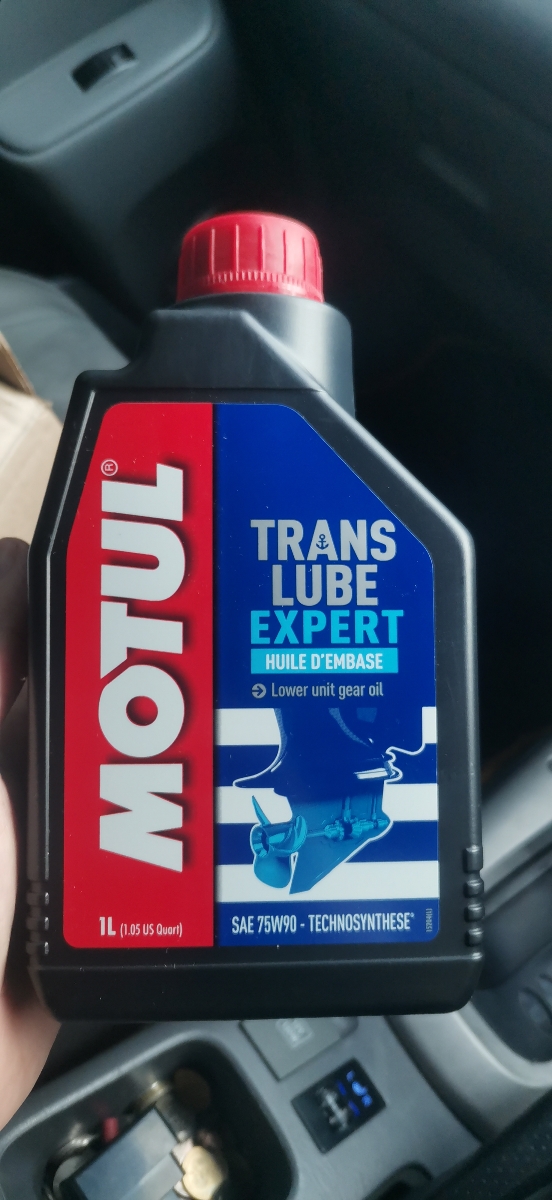 MOTUL®
TRANS
LUBE
EXPERT
HUILE D'EMBASE
Lower unit gear oil
1L (1.05 US Quart)
SAE 75W90 - TECHNOSYNTHESE®